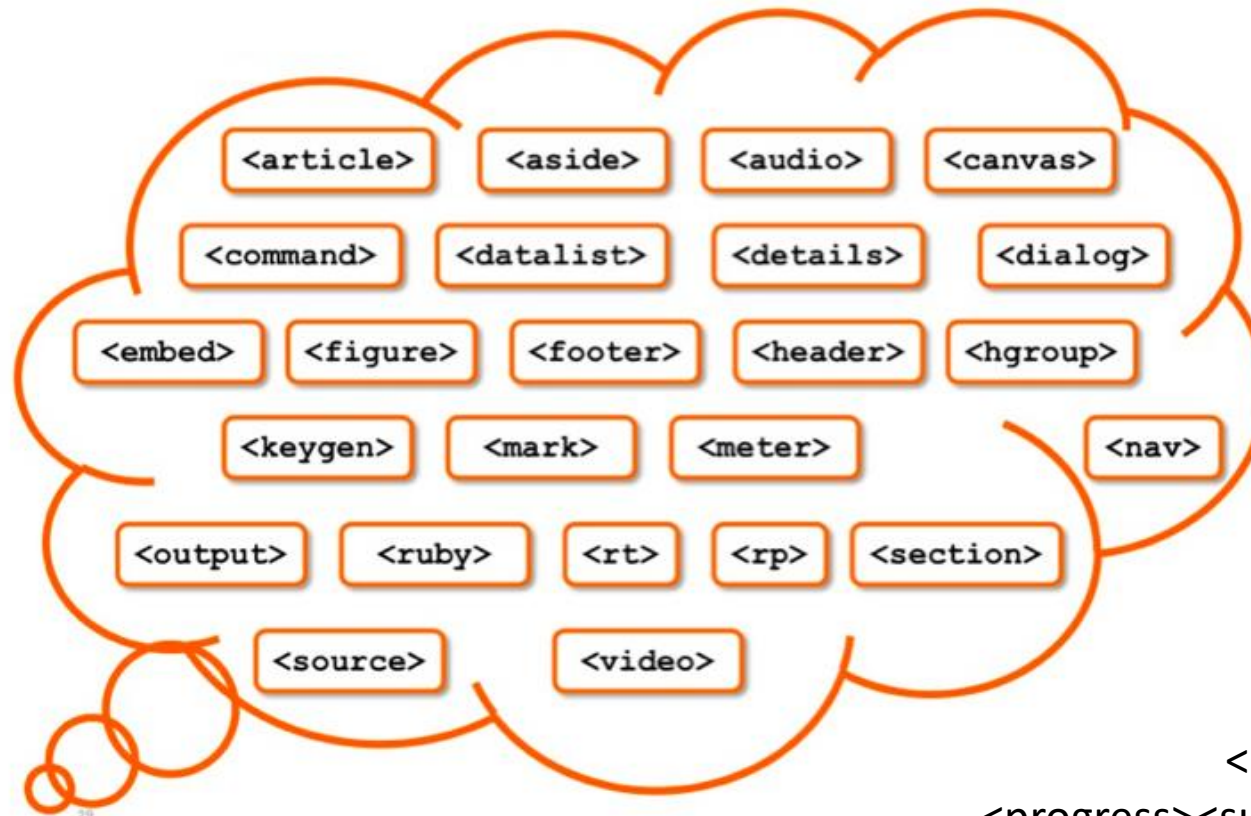 <article> <aside> <audio> <canvas>
<command> <datalist> <details> <dialog>
<embed> <figure> <footer> <header> <hgroup>
<keygen> <mark> <meter> <nav>
<output> <ruby> <rt> <rp> <section>
<source> <video>
<
<progress><su